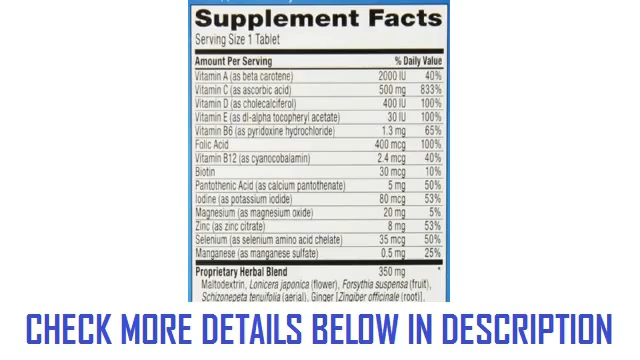 Supplement Facts
Serving Size 1 Tablet
Amount Per Serving % Daily Value
Vitamin A (as beta carotene) 2000 IU 40%
Vitamin C (as ascorbic acid) 500 mg 833%
Vitamin D (as cholecalciferol) 400 IU 100%
Vitamin E (as dl-alpha tocopheryl acetate) 30 IU 100%
Vitamin B6 (as pyridoxine hydrochloride) 1.3 mg 65%
Folic Acid 400 mcg 100%
Vitamin B12 (as cyanocobalamin) 2.4 mcg 40%
Biotin 30 mcg 10%
Pantothenic Acid (as calcium pantothenate) 5 mg 50%
Iodine (as potassium iodide) 80 mcg 53%
Magnesium (as magnesium oxide) 20 mg 5%
Zinc (as zinc citrate) 8 mg 53%
Selenium (as selenium amino acid chelate) 35 mcg 50%
Manganese (as manganese sulfate) 0.5 mg 25%
Proprietary Herbal Blend 350 mg *
Maltodextrin, Lonicera japonica (flower), Forsythia suspensa (fruit),
Schizonepeta tenuifolia (aerial), Ginger [Zingiber officinale (root)],
CHECK MORE DETAILS BELOW IN DESCRIPTION